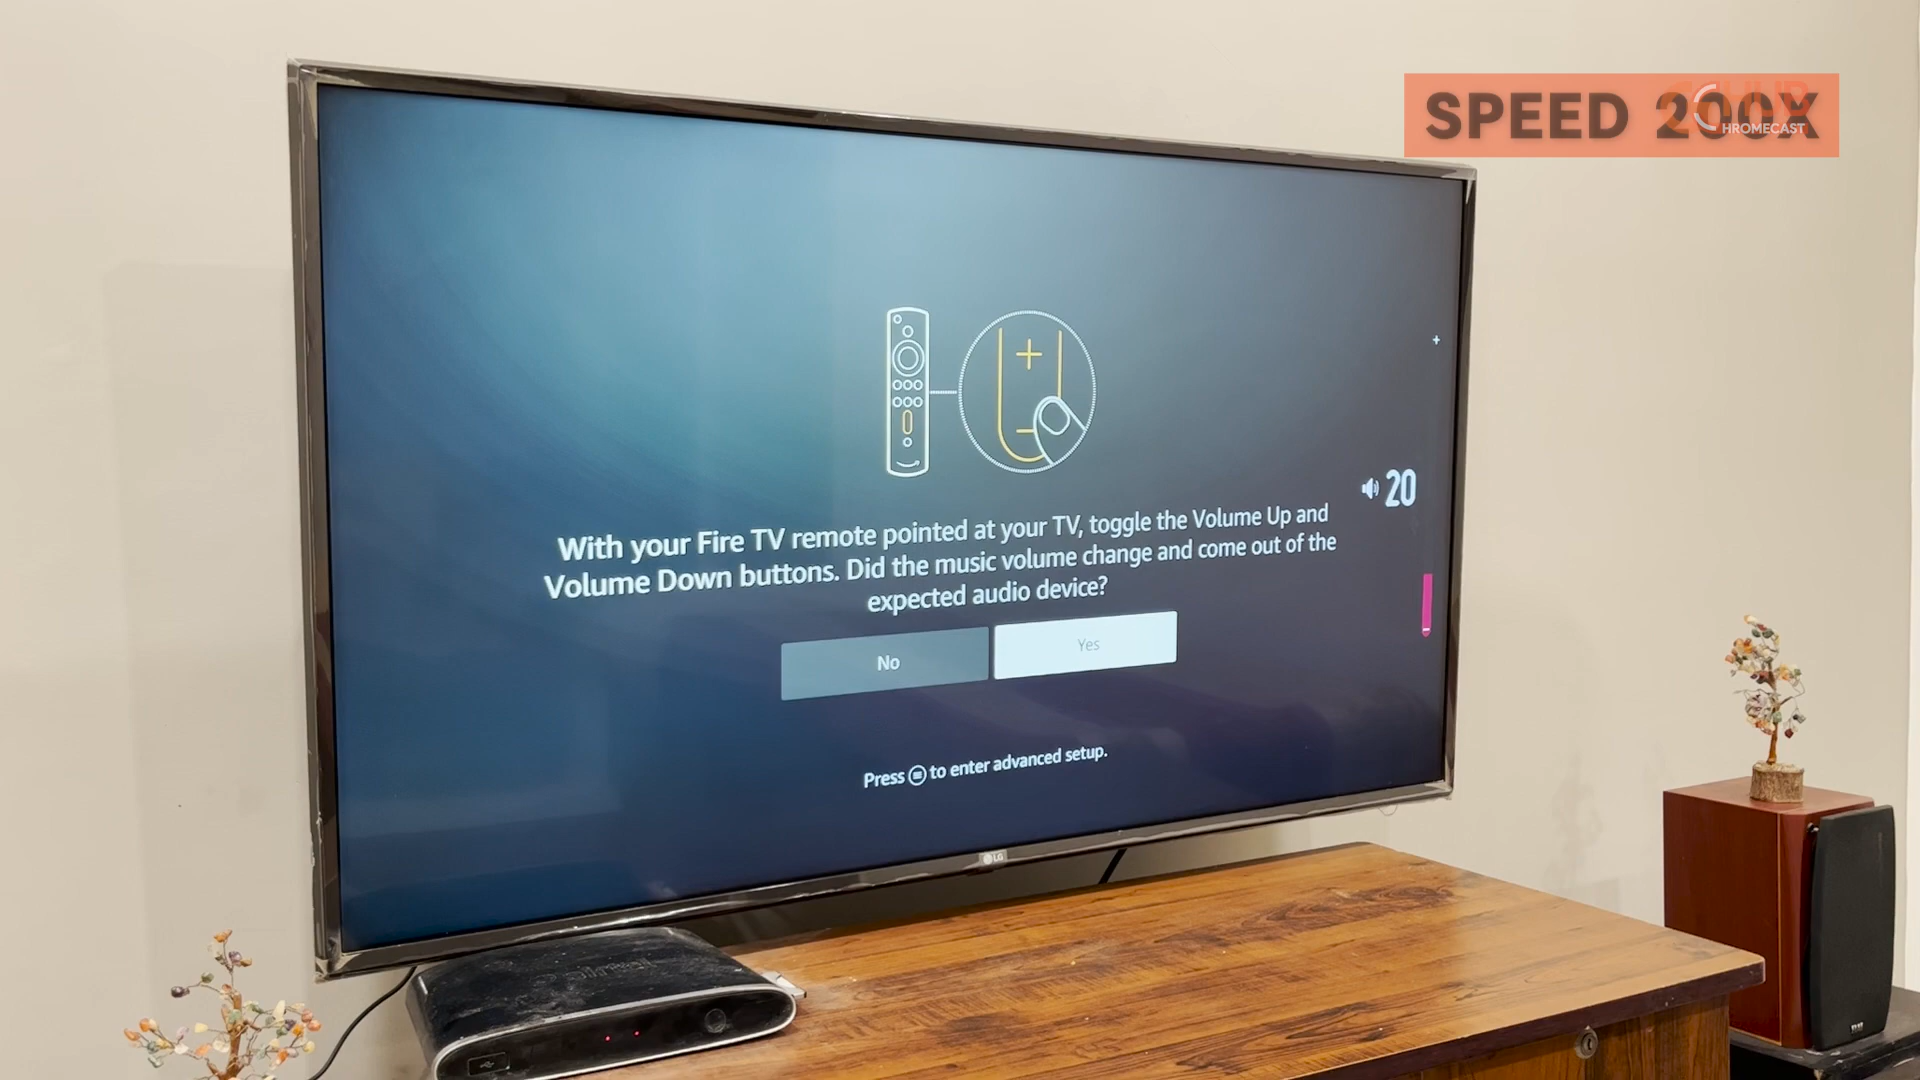 SPEED 200X
HROMECAST
20
With your Fire TV remote pointed at your TV, toggle the Volume Up and
Volume Down buttons. Did the music volume change and come out of the
expected audio device?
No
Yes
Press to enter advanced setup.
LG